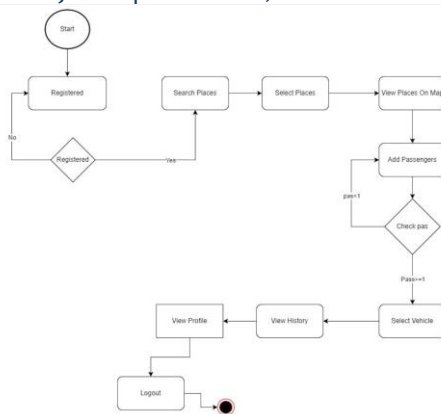 Start
Registered
Search Places
Select Places
View Places On Map
No
Registered
Yes
Add Passengers
pas<1
Check pas
Pass>=1
View Profile
View History
Select Vehicle
Logout